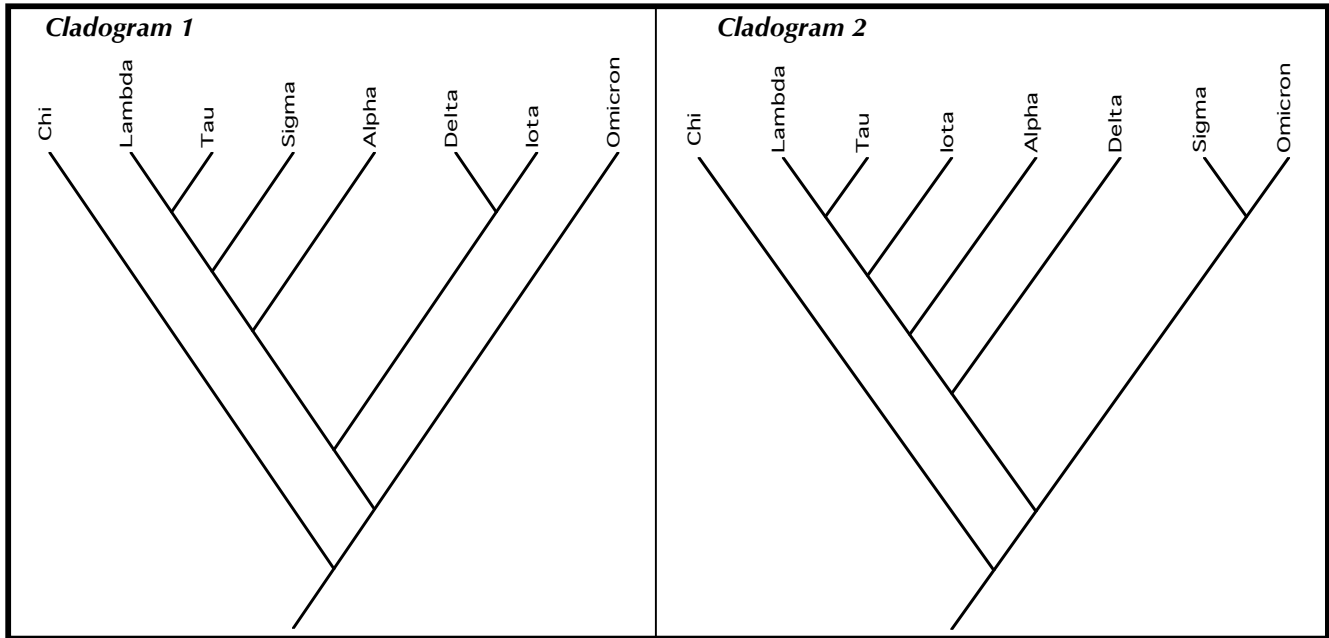 Cladogram 1
Chi
Lambda
Tau
Sigma
Alpha
Delta
Iota
Omicron
Cladogram 2
Chi
Lambda
Tau
Iota
Alpha
Delta
Sigma
Omicron